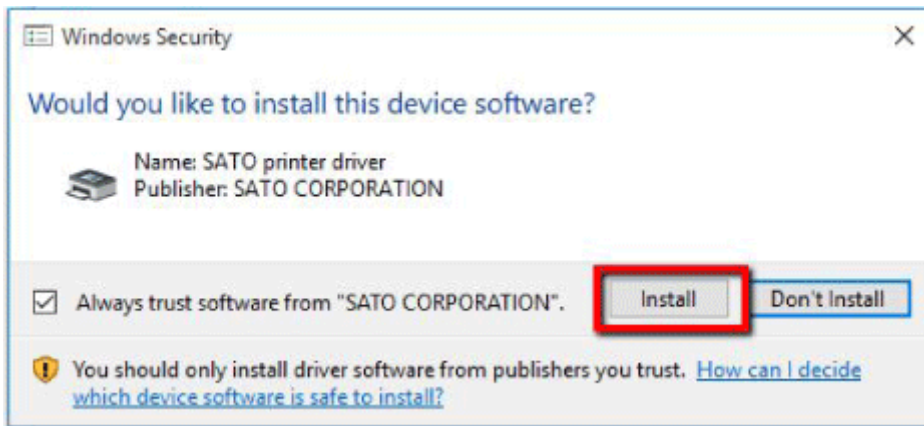 Windows Security
Would you like to install this device software?
Name: SATO printer driver
Publisher: SATO CORPORATION
Always trust software from "SATO CORPORATION".
Install
Don't Install
You should only install driver software from publishers you trust. How can I decide
which device software is safe to install?